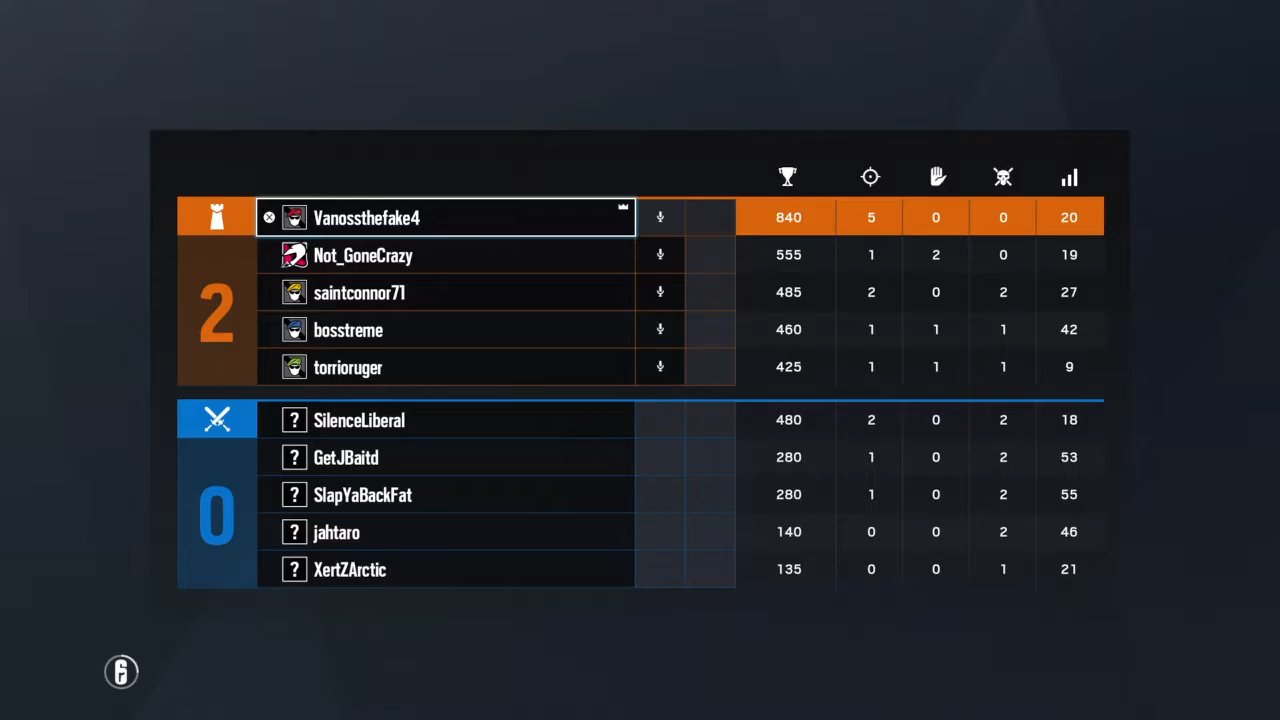 Vanossthefake4 840 5 0 0 20
Not_GoneCrazy 555 1 2 0 19
saintconnor71 485 2 0 2 27
2
bosstreme 460 1 1 1 42
torrioruger 425 1 1 1 9
? SilenceLiberal 480 2 0 2 18
? GetJBaitd 280 1 0 2 53
? SlapYaBackFat 280 1 0 2 55
0
? jahtaro 140 0 0 2 46
? XertZArctic 135 0 0 1 21
6